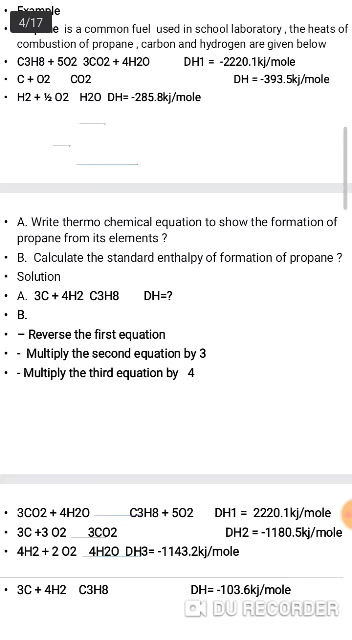 Example
4/17
e is a common fuel used in school laboratory , the heats of
combustion of propane , carbon and hydrogen are given below
C3H8 + 5O2 3CO2 + 4H2O DH1 = -2220.1kj/mole
C + O2 CO2 DH = -393.5kj/mole
H2 + ½ O2 H2O DH= -285.8kj/mole
A. Write thermo chemical equation to show the formation of
propane from its elements ?
B. Calculate the standard enthalpy of formation of propane ?
Solution
A. 3C + 4H2 C3H8 DH=?
B.
– Reverse the first equation
- Multiply the second equation by 3
- Multiply the third equation by 4
3CO2 + 4H2O ______C3H8 + 5O2 DH1 = 2220.1kj/mole
3C +3 O2 ____3CO2 DH2 = -1180.5kj/mole
4H2 + 2 O2 _4H2O DH3= -1143.2kj/mole
3C + 4H2 C3H8 DH= -103.6kj/mole
DU RECORDER